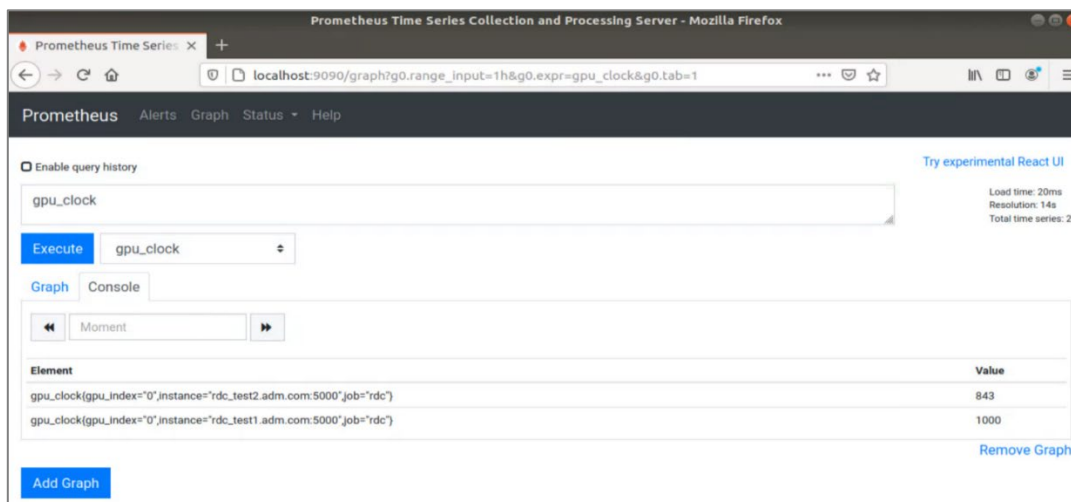 Prometheus Time Series Collection and Processing Server - Mozilla Firefox
Prometheus Time Series
localhost:9090/graph?g0.range_input=1h&g0.expr=gpu_clock&g0.tab=1
Prometheus Alerts Graph Status Help
Enable query history
Try experimental React UI
gpu_clock
Load time: 20ms
Resolution: 14s
Total time series: 2
Execute gpu_clock
Graph Console
Moment
Element Value
gpu_clock{gpu_index="0",instance="rdc_test2.adm.com:5000",job="rdc"} 843
gpu_clock{gpu_index="0",instance="rdc_test1.adm.com:5000",job="rdc"} 1000
Remove Graph
Add Graph